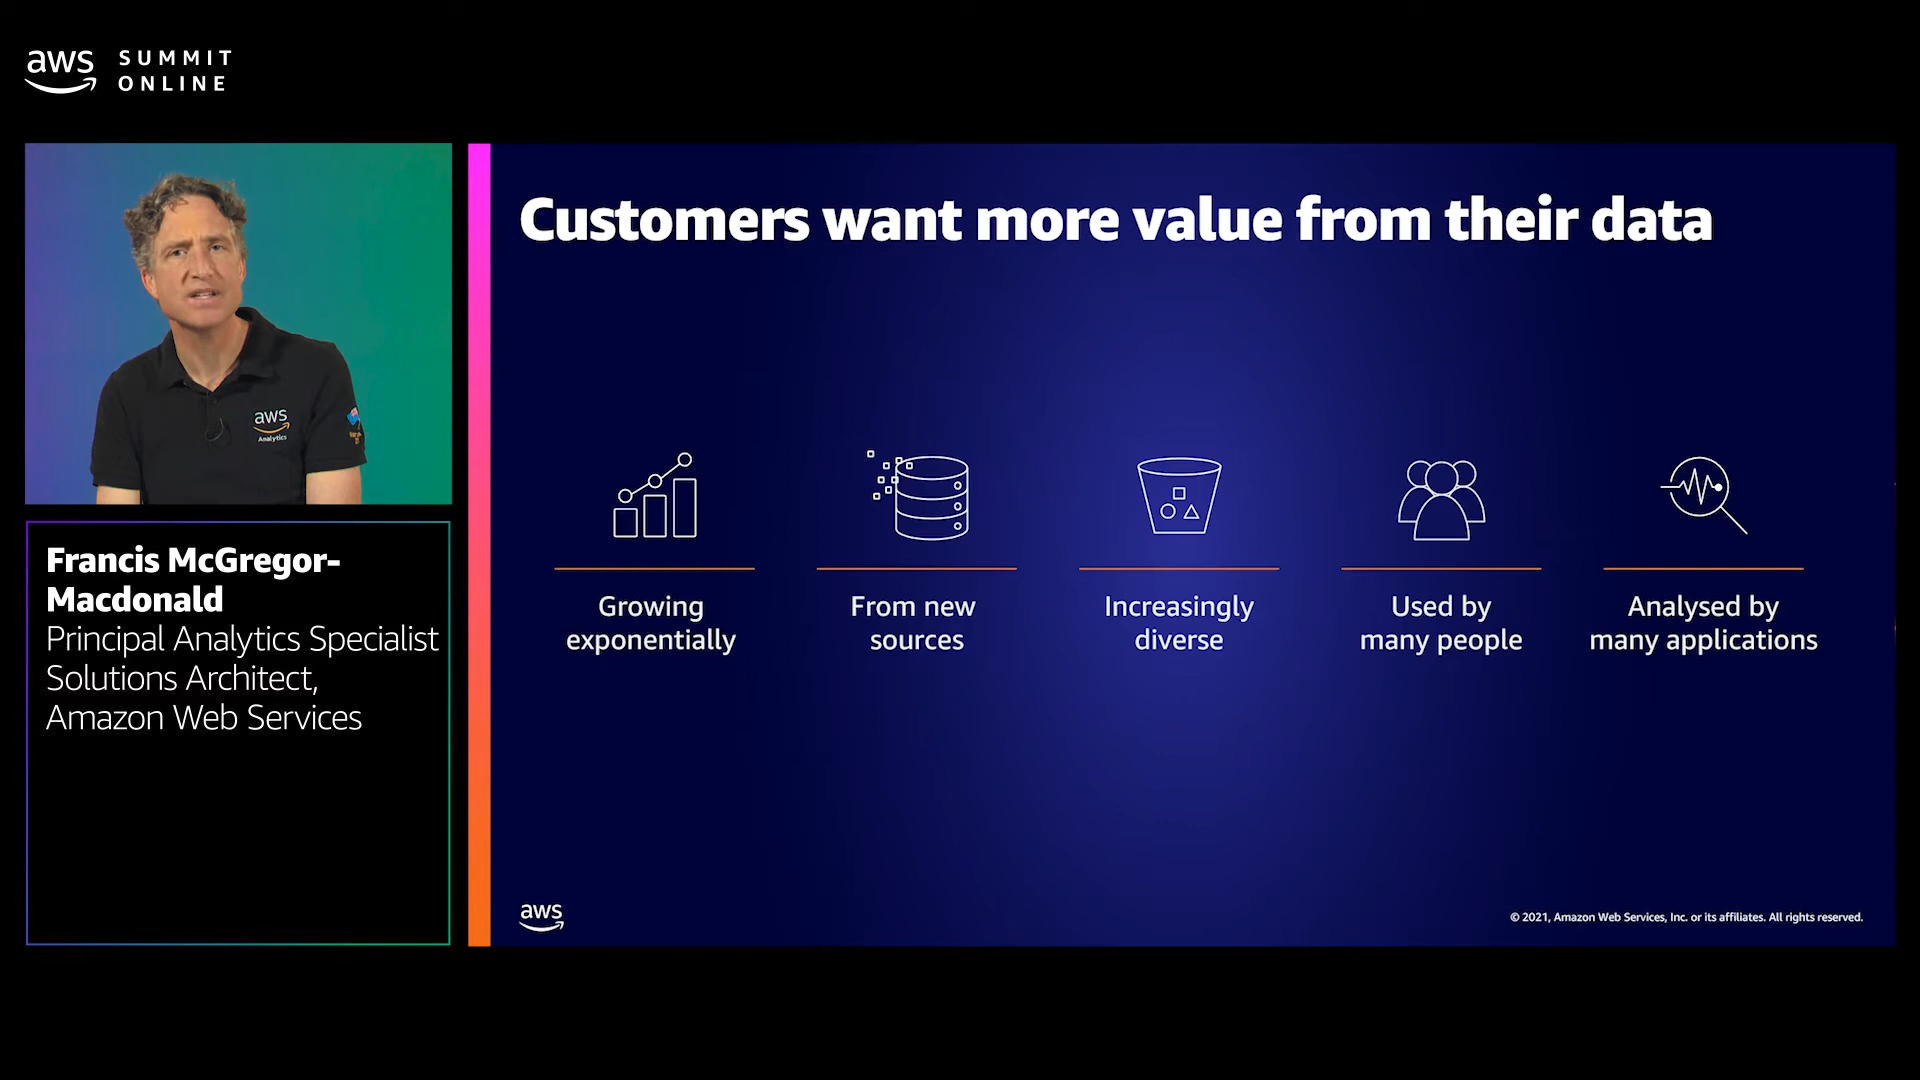 aws
SUMMIT
ONLINE
aws
Analytics
Francis McGregor-
Macdonald
Principal Analytics Specialist
Solutions Architect,
Amazon Web Services
Customers want more value from their data
Growing
exponentially
From new
sources
Increasingly
diverse
Used by
many people
Analysed by
many applications
aws
© 2021, Amazon Web Services, Inc. or its affiliates. All rights reserved.